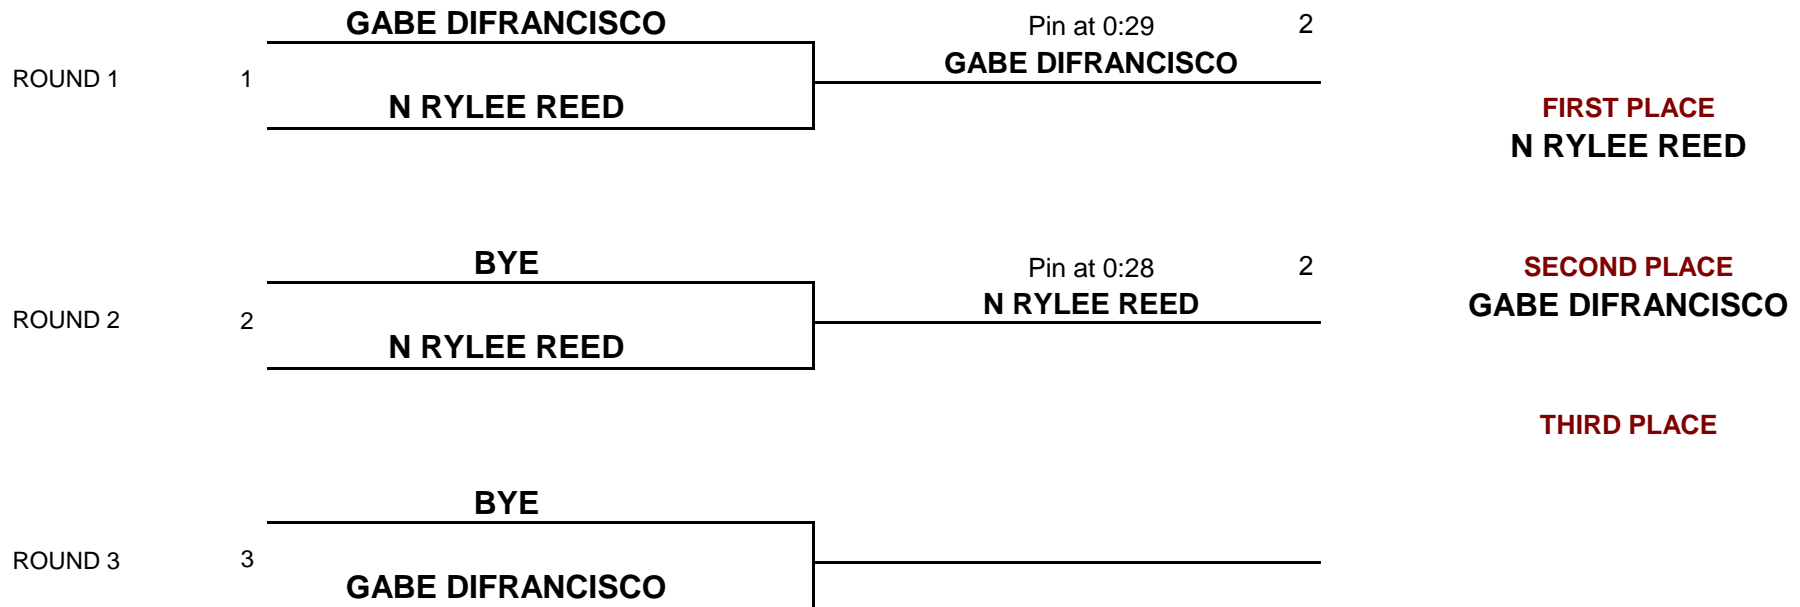 GABE DIFRANCISCO
Pin at 0:29 2
GABE DIFRANCISCO
ROUND 1 1
N RYLEE REED
FIRST PLACE
N RYLEE REED
BYE
Pin at 0:28 2
SECOND PLACE
N RYLEE REED
GABE DIFRANCISCO
ROUND 2 2
N RYLEE REED
THIRD PLACE
BYE
ROUND 3 3
GABE DIFRANCISCO